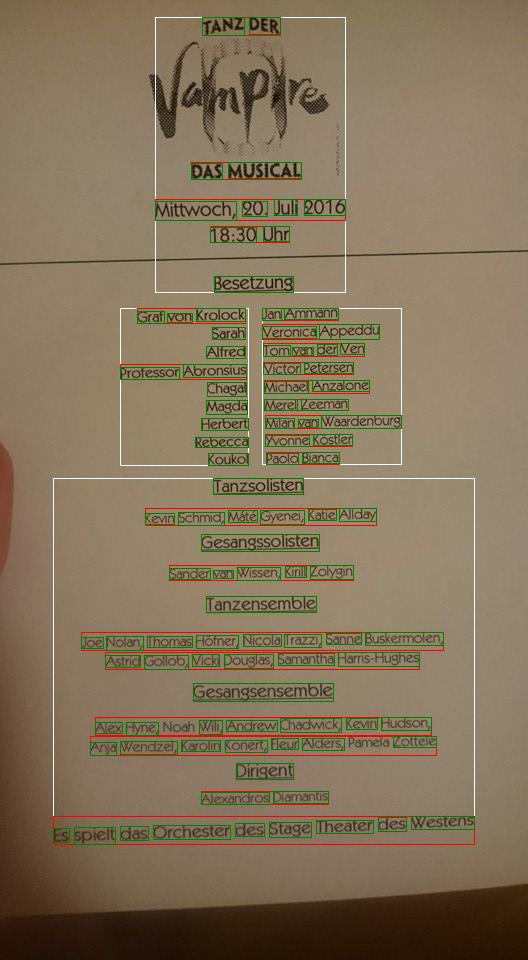 TANZ DER
Vampire
DAS MUSICAL
Mittwoch, 20. Juli 2016
18:30 Uhr
Besetzung
Graf von Krolock Jan Ammann
Sarah Veronica Appeddu
Alfred Tom van der Ven
Professor Abronsius Victor Petersen
Chagal Michael Anzalone
Magda Merel Zeeman
Herbert Milan van Waardenburg
Rebecca Yvonne Köstler
Koukol Paolo Bianca
Tanzsolisten
Kevin Schmid, Máté Gyenei, Katie Allday
Gesangssolisten
Sander van Wissen, Kirill Zolygin
Tanzensemble
Joe Nolan, Thomas Höfner, Nicola Trazzi, Sanne Buskermolen,
Astrid Gollob, Vicki Douglas, Samantha Harris-Hughes
Gesangsensemble
Alex Hyne, Noah Wili, Andrew Chadwick, Kevin Hudson,
Anja Wendzel, Karolin Konert, Fleur Alders, Pamela Zottele
Dirigent
Alexandros Diamantis
Es spielt das Orchester des Stage Theater des Westens